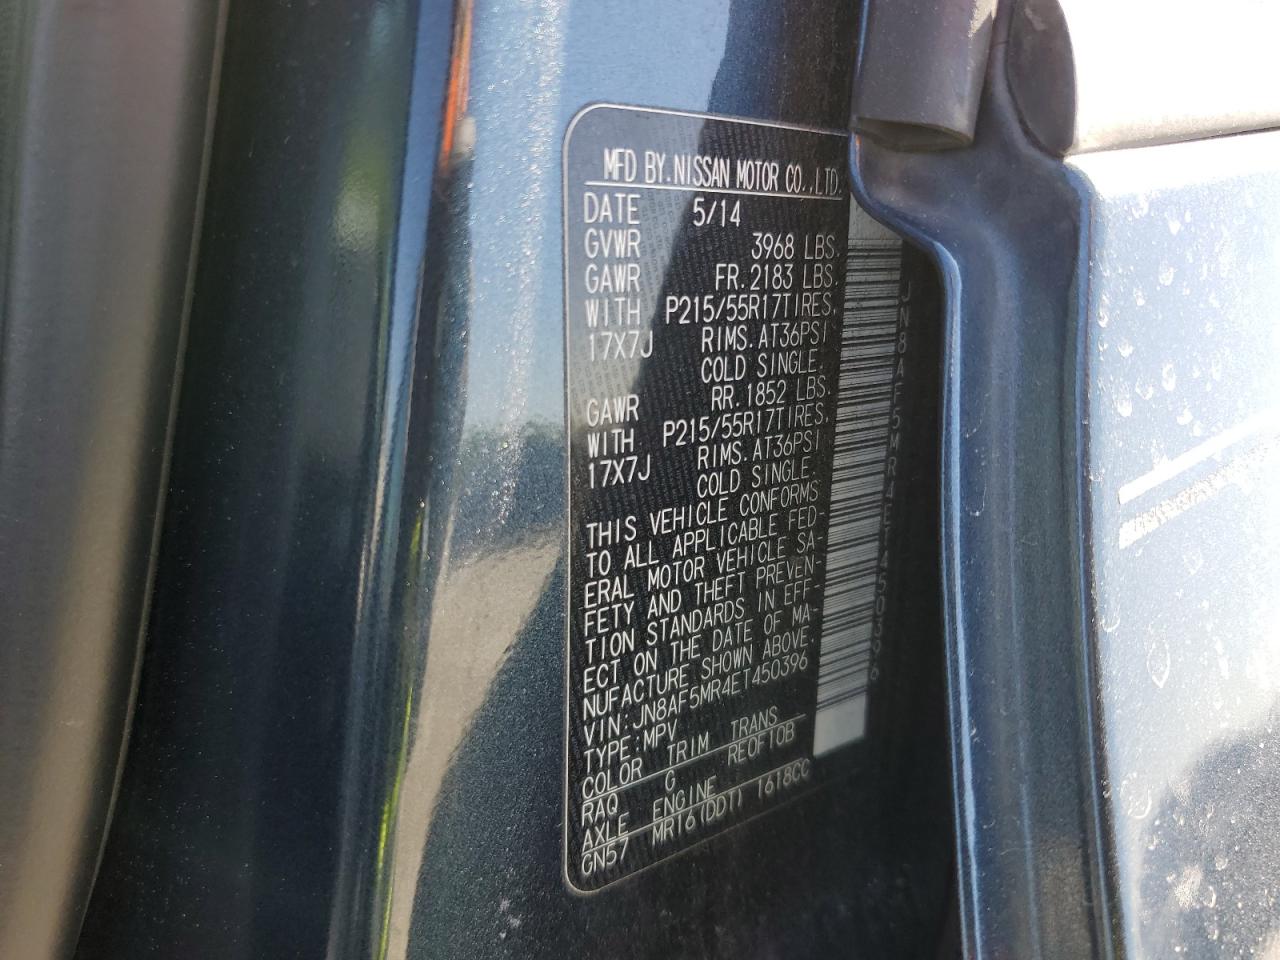 MFD BY.NISSAN MOTOR CO.,LTD.
DATE 5/14
GVWR 3968 LBS.
GAWR FR.2183 LBS.
WITH P215/55R17TIRES,
17X7J RIMS.AT36PSI
COLD SINGLE.
GAWR RR.1852 LBS.
WITH P215/55R17TIRES,
17X7J RIMS.AT36PSI
COLD SINGLE.
THIS VEHICLE CONFORMS
TO ALL APPLICABLE FED-
ERAL MOTOR VEHICLE SA-
FETY AND THEFT PREVEN-
TION STANDARDS IN EFF-
ECT ON THE DATE OF MA-
NUFACTURE SHOWN ABOVE.
VIN:JN8AF5MR4ET450396
TYPE:MPV
COLOR TRIM TRANS
RAQ G RE0F10B
AXLE ENGINE
GN57 MR16(DDT) 1618CC
JN8AF5MR4ET450396